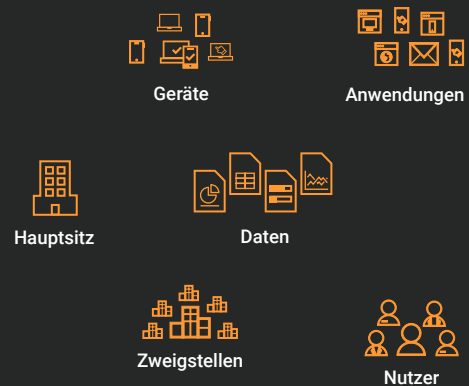 Geräte
Anwendungen
Hauptsitz
Daten
Zweigstellen
Nutzer